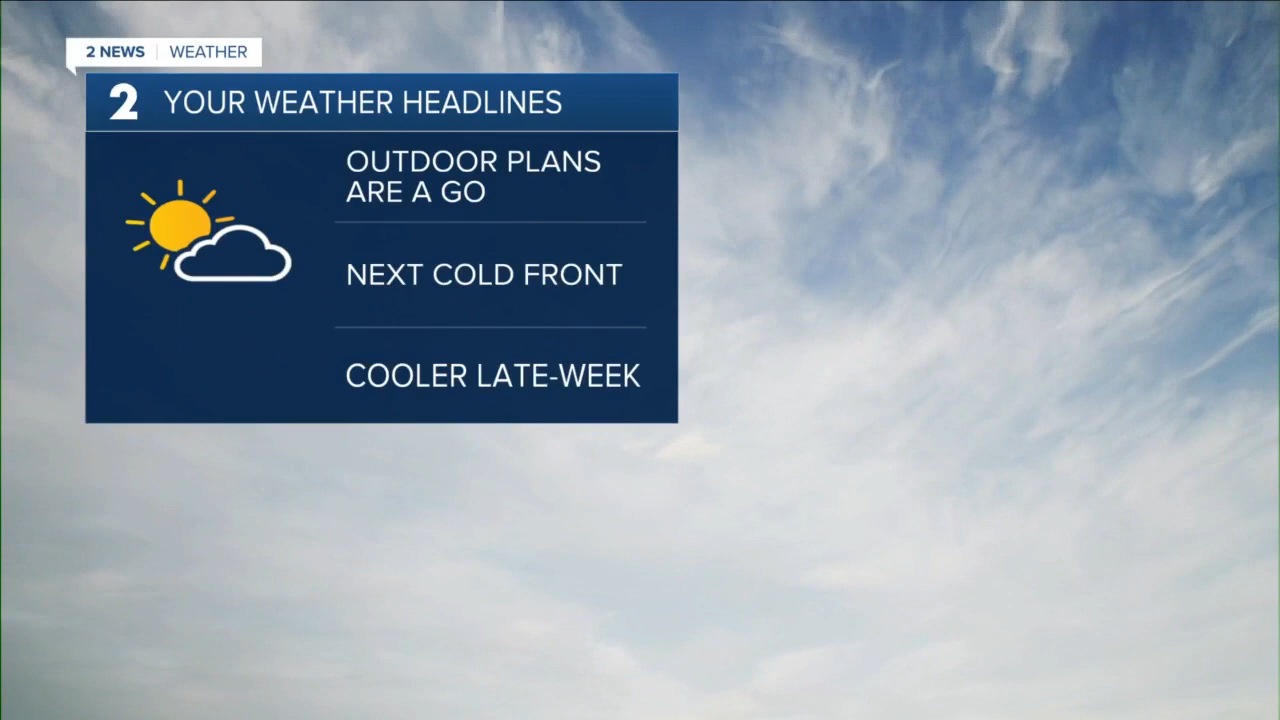 2 NEWS | WEATHER
2 YOUR WEATHER HEADLINES
OUTDOOR PLANS
ARE A GO
NEXT COLD FRONT
COOLER LATE-WEEK